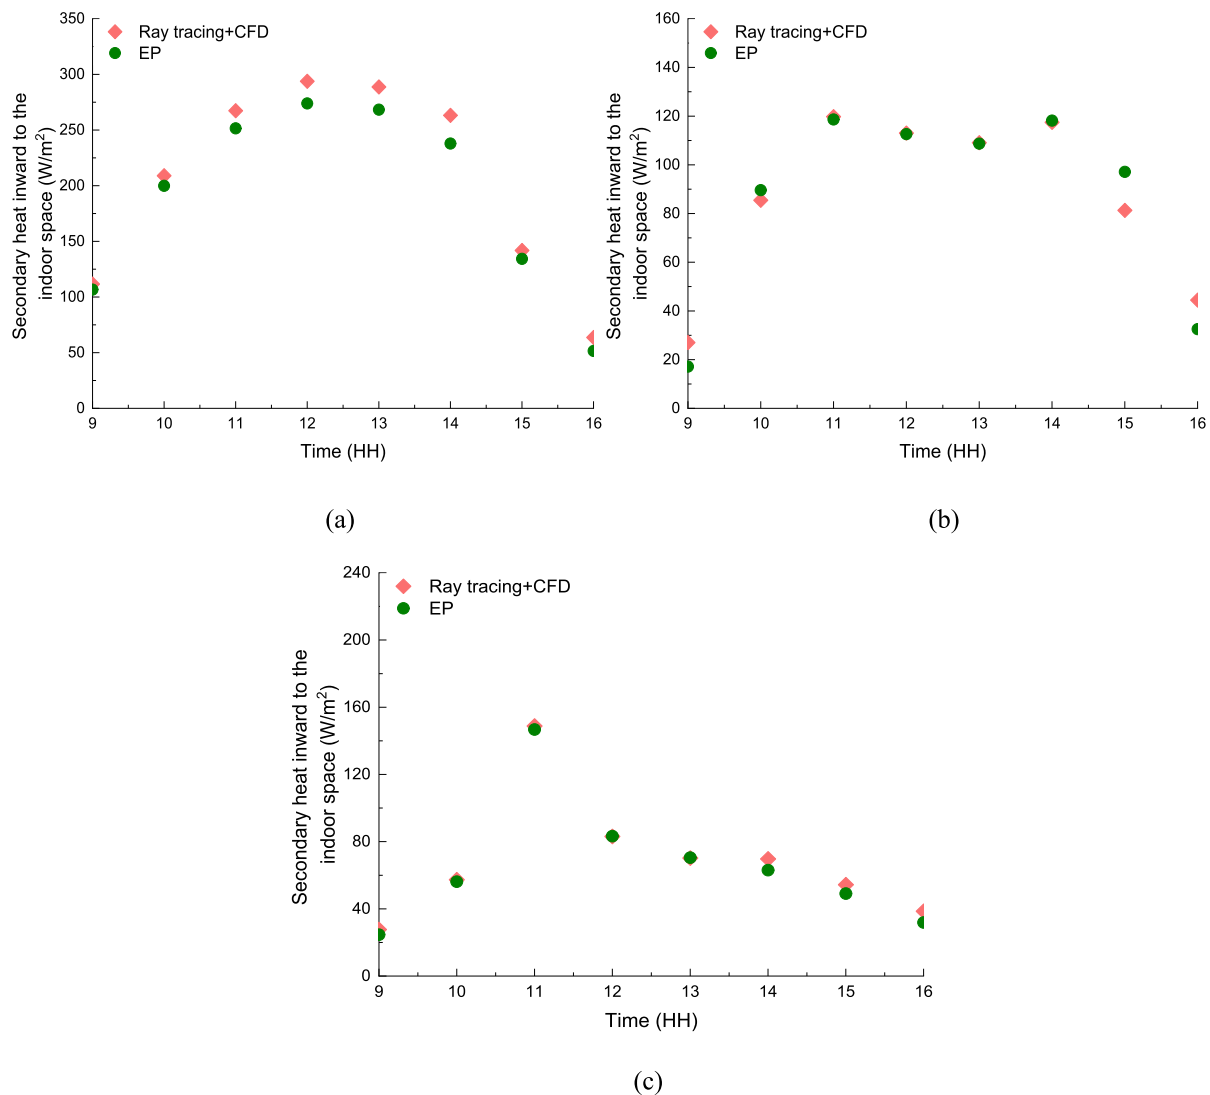 350
300
250
200
150
100
50
0
Secondary heat inward to the
indoor space (W/m²)
Ray tracing+CFD
EP
9 10 11 12 13 14 15 16
Time (HH)
(a)
160
140
120
100
80
60
40
20
0
Secondary heat inward to the
indoor space (W/m²)
Ray tracing+CFD
EP
9 10 11 12 13 14 15 16
Time (HH)
(b)
240
200
160
120
80
40
0
Secondary heat inward to the
indoor space (W/m²)
Ray tracing+CFD
EP
9 10 11 12 13 14 15 16
Time (HH)
(c)